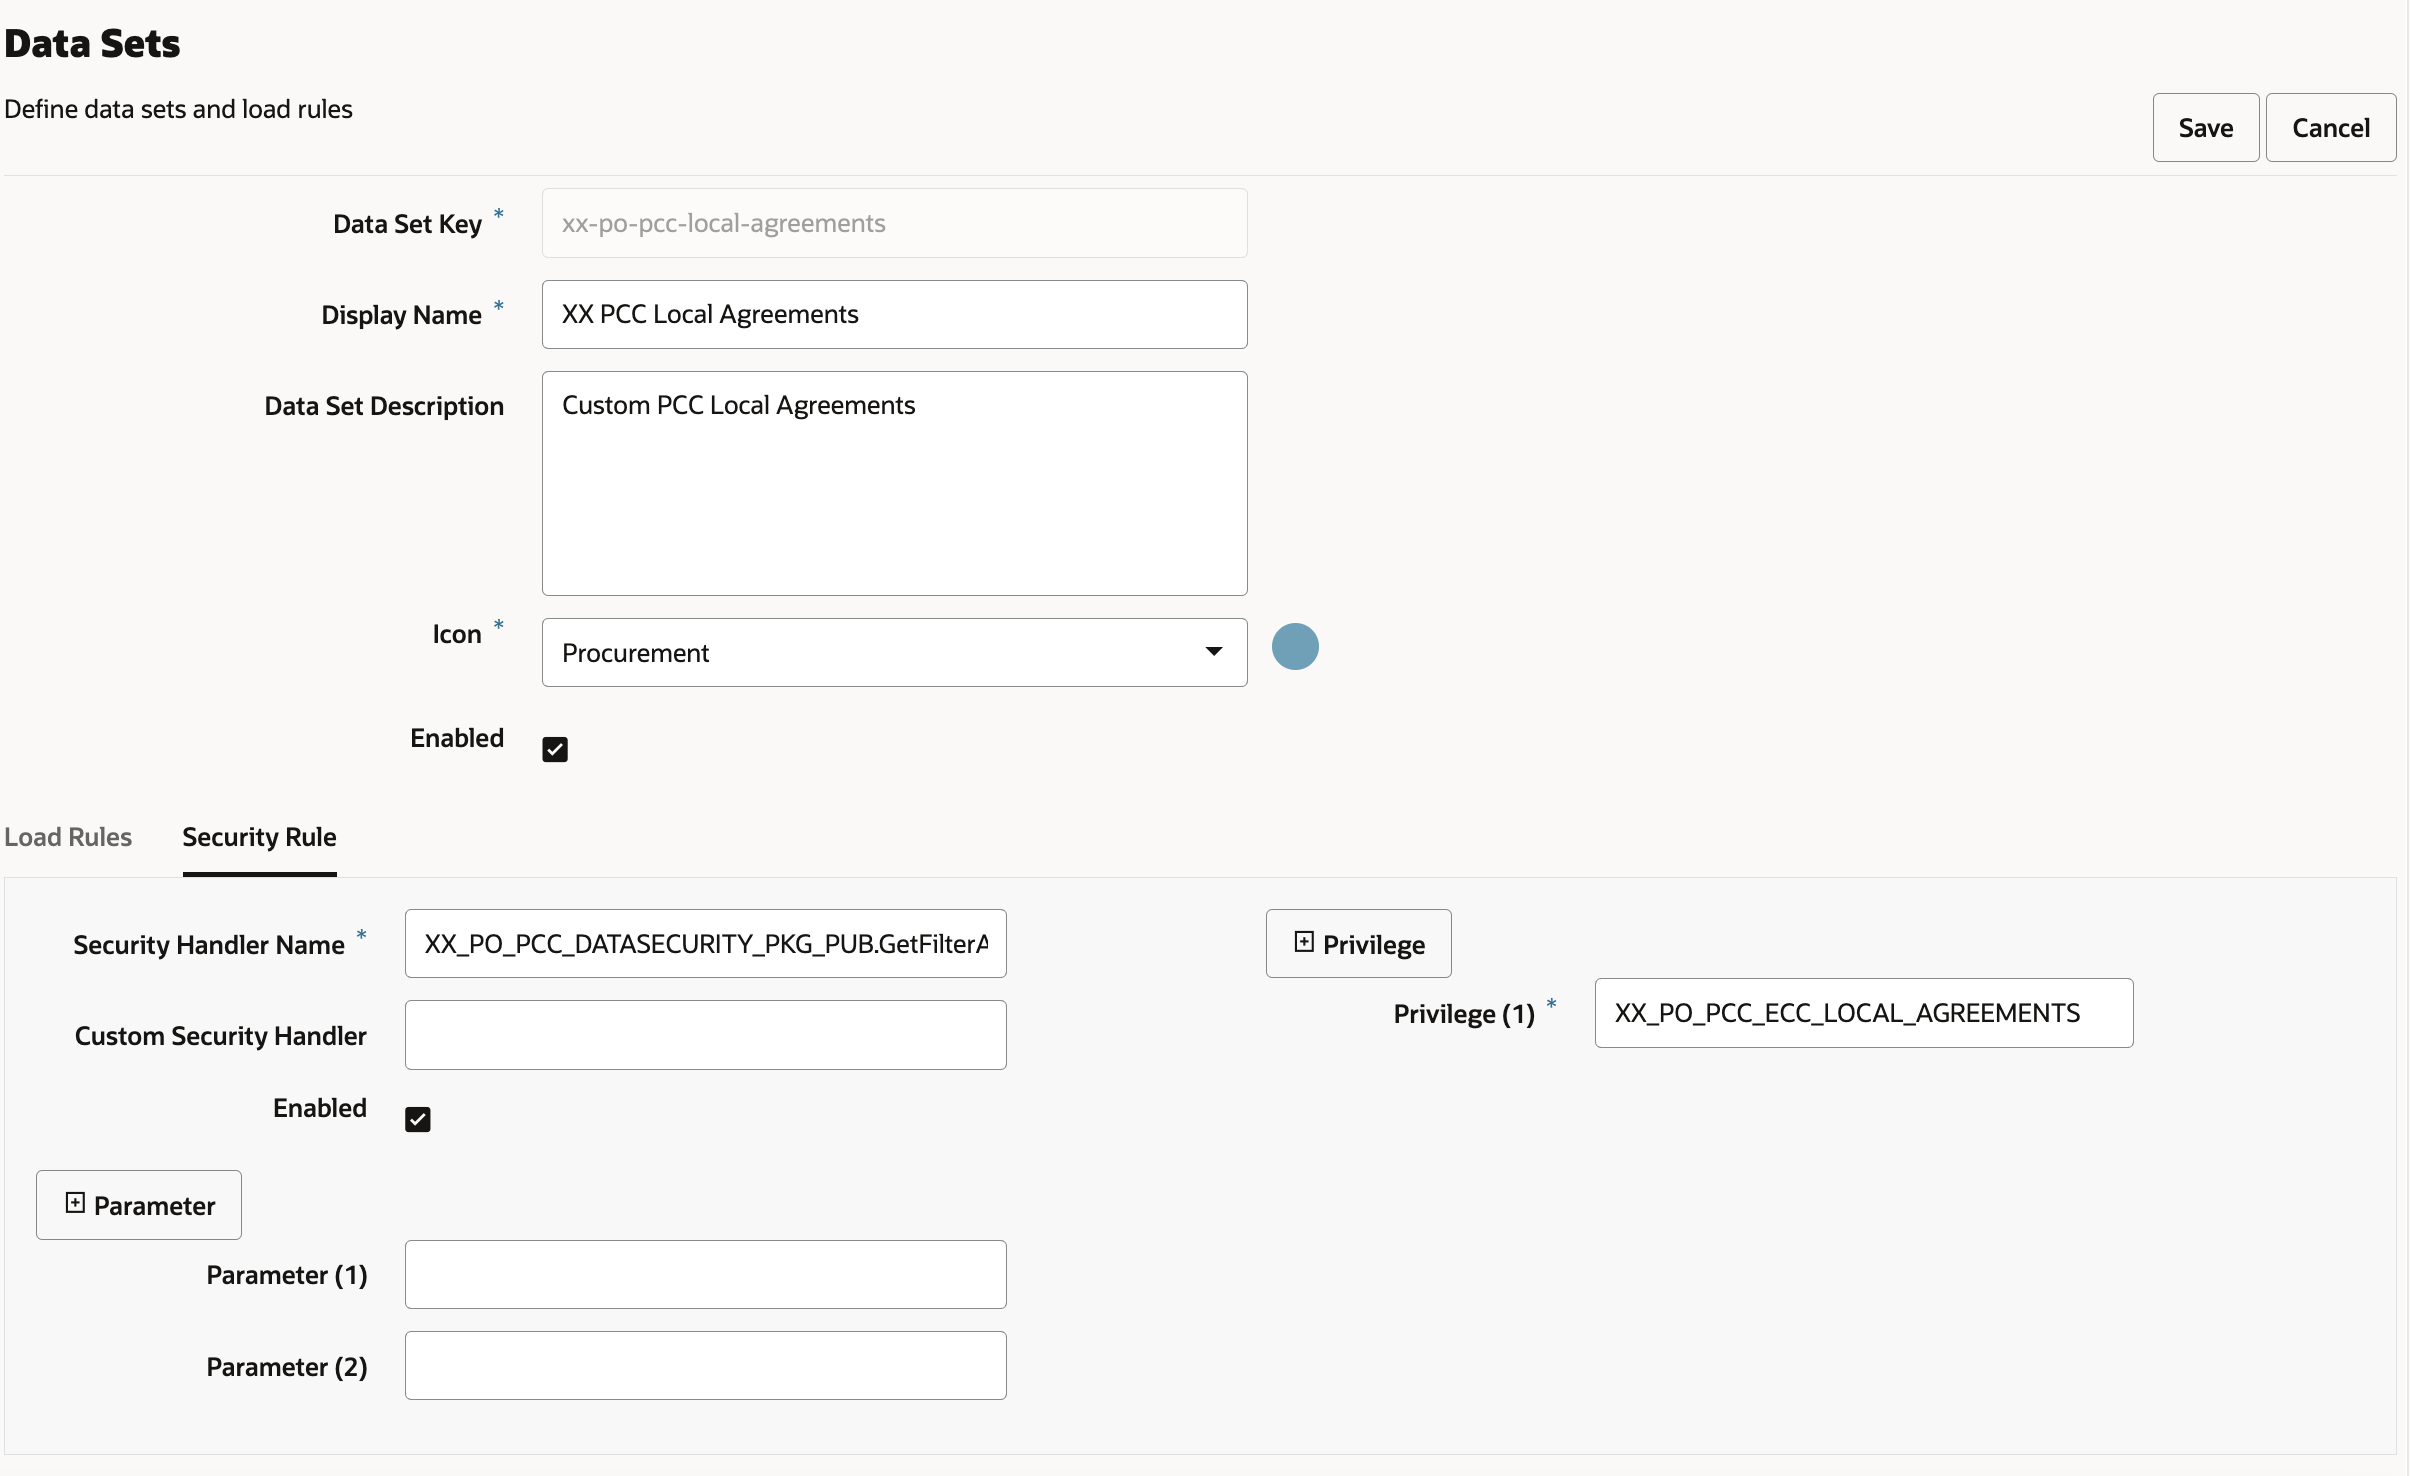 Data Sets
Define data sets and load rules
Save Cancel
Data Set Key * xx-po-pcc-local-agreements
Display Name * XX PCC Local Agreements
Data Set Description Custom PCC Local Agreements
Icon * Procurement
Enabled
Load Rules Security Rule
Security Handler Name * XX_PO_PCC_DATASECURITY_PKG_PUB.GetFilterA
Privilege
Privilege (1) * XX_PO_PCC_ECC_LOCAL_AGREEMENTS
Custom Security Handler
Enabled
Parameter
Parameter (1)
Parameter (2)